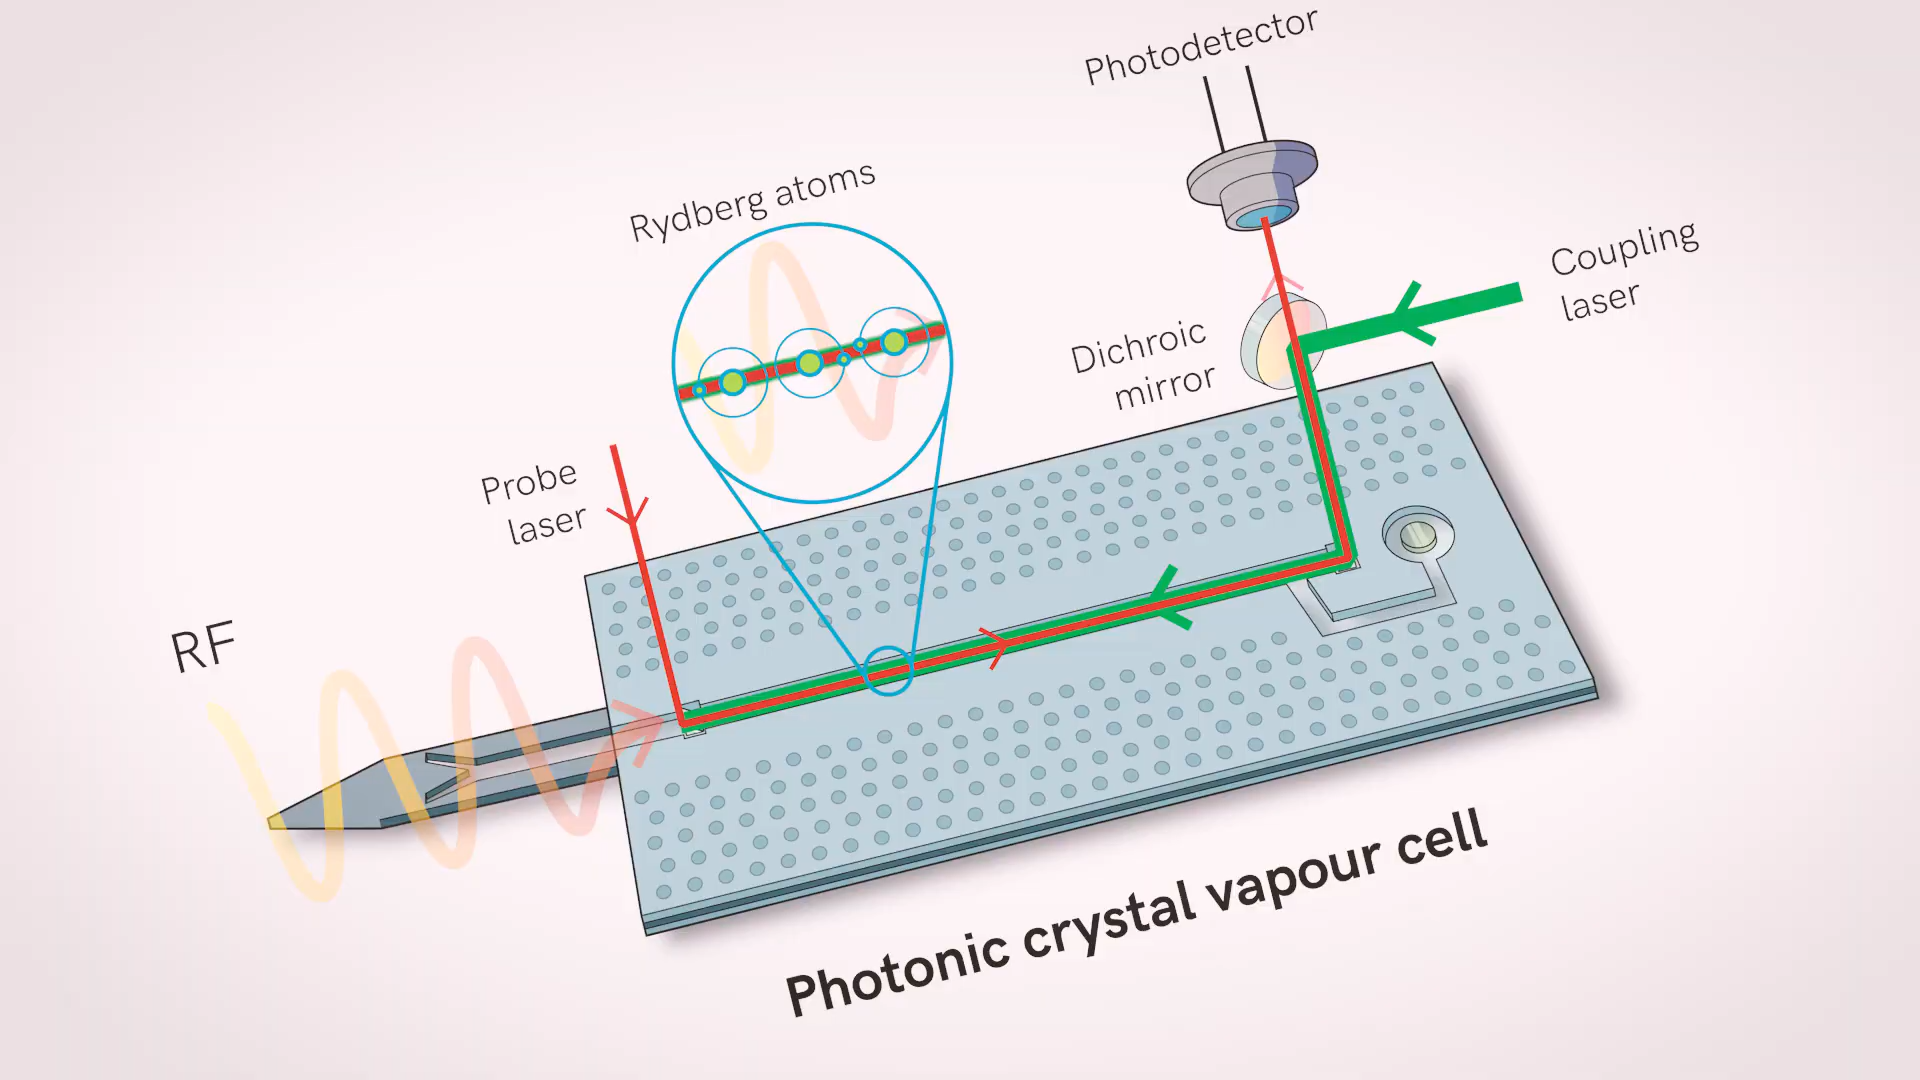 Photodetector
Rydberg atoms
Coupling
laser
Dichroic
mirror
Probe
laser
RF
Photonic crystal vapour cell